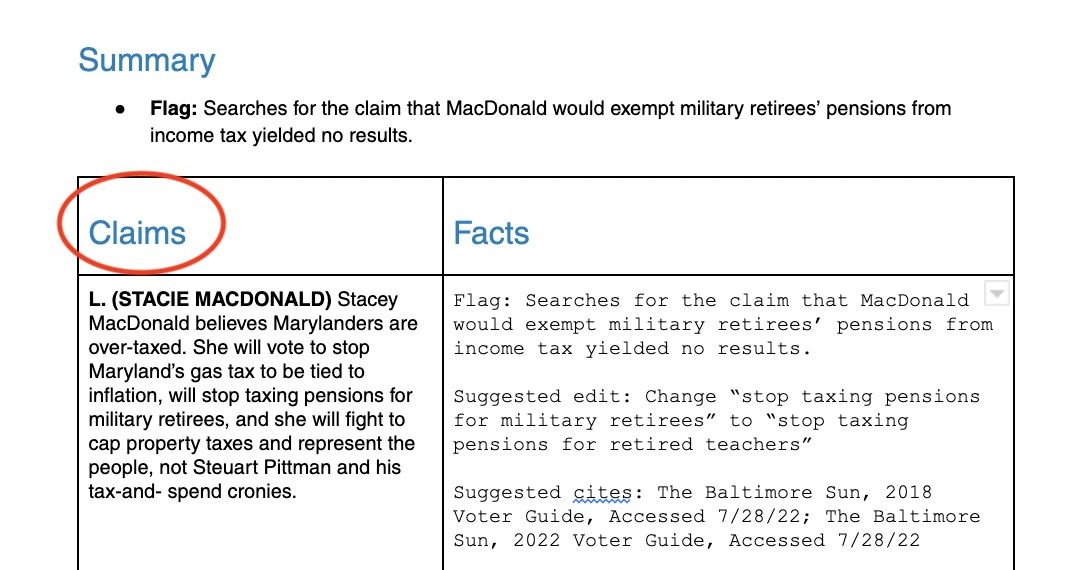 Summary
● Flag: Searches for the claim that MacDonald would exempt military retirees’ pensions from
income tax yielded no results.
Claims
Facts
L. (STACIE MACDONALD) Stacey
MacDonald believes Marylanders are
over-taxed. She will vote to stop
Maryland’s gas tax to be tied to
inflation, will stop taxing pensions for
military retirees, and she will fight to
cap property taxes and represent the
people, not Steuart Pittman and his
tax-and- spend cronies.
Flag: Searches for the claim that MacDonald
would exempt military retirees’ pensions from
income tax yielded no results.
Suggested edit: Change “stop taxing pensions
for military retirees” to “stop taxing
pensions for retired teachers”
Suggested cites: The Baltimore Sun, 2018
Voter Guide, Accessed 7/28/22; The Baltimore
Sun, 2022 Voter Guide, Accessed 7/28/22